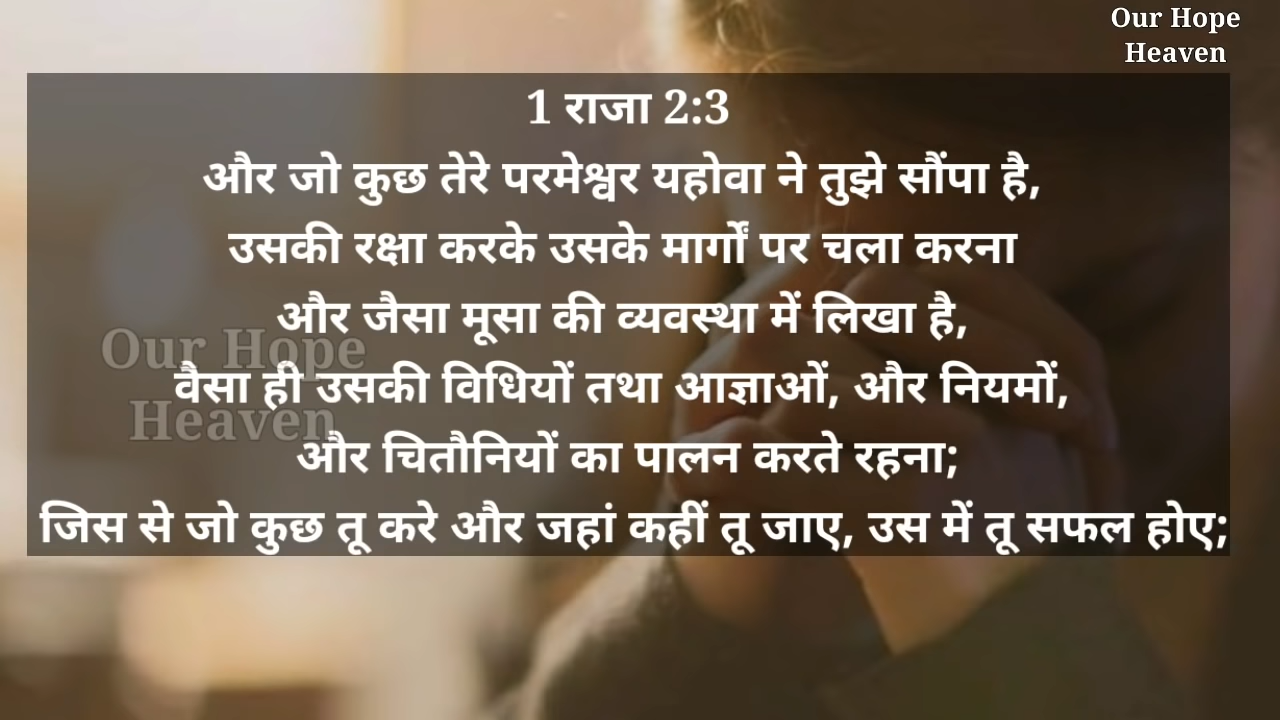 Our Hope
Heaven
1 राजा 2:3
और जो कुछ तेरे परमेश्वर यहोवा ने तुझे सौंपा है,
उसकी रक्षा करके उसके मार्गों पर चला करना
और जैसा मूसा की व्यवस्था में लिखा है,
वैसा ही उसकी विधियों तथा आज्ञाओं, और नियमों,
और चितौनियों का पालन करते रहना;
जिस से जो कुछ तू करे और जहां कहीं तू जाए, उस में तू सफल होए;
Our Hope
Heaven